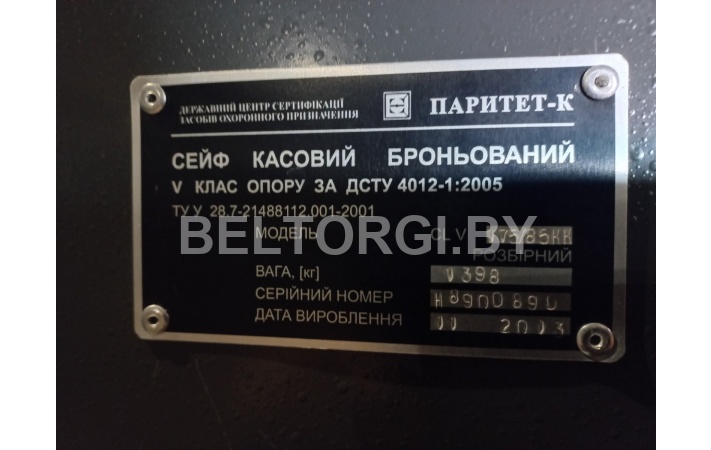 ДЕРЖАВНИЙ ЦЕНТР СЕРТИФІКАЦІЇ
ЗАСОБІВ ОХОРОННОГО ПРИЗНАЧЕННЯ
ПАРИТЕТ-К
СЕЙФ КАСОВИЙ БРОНЬОВАНИЙ
V КЛАС ОПОРУ ЗА ДСТУ 4012-1:2005
ТУ У 28.7-21488112.001-2001
BELTORGI.BY
МОДЕЛЬ CL V.
РОЗБІРНИЙ
ВАГА, [кг]
СЕРІЙНИЙ НОМЕР
ДАТА ВИРОБЛЕННЯ